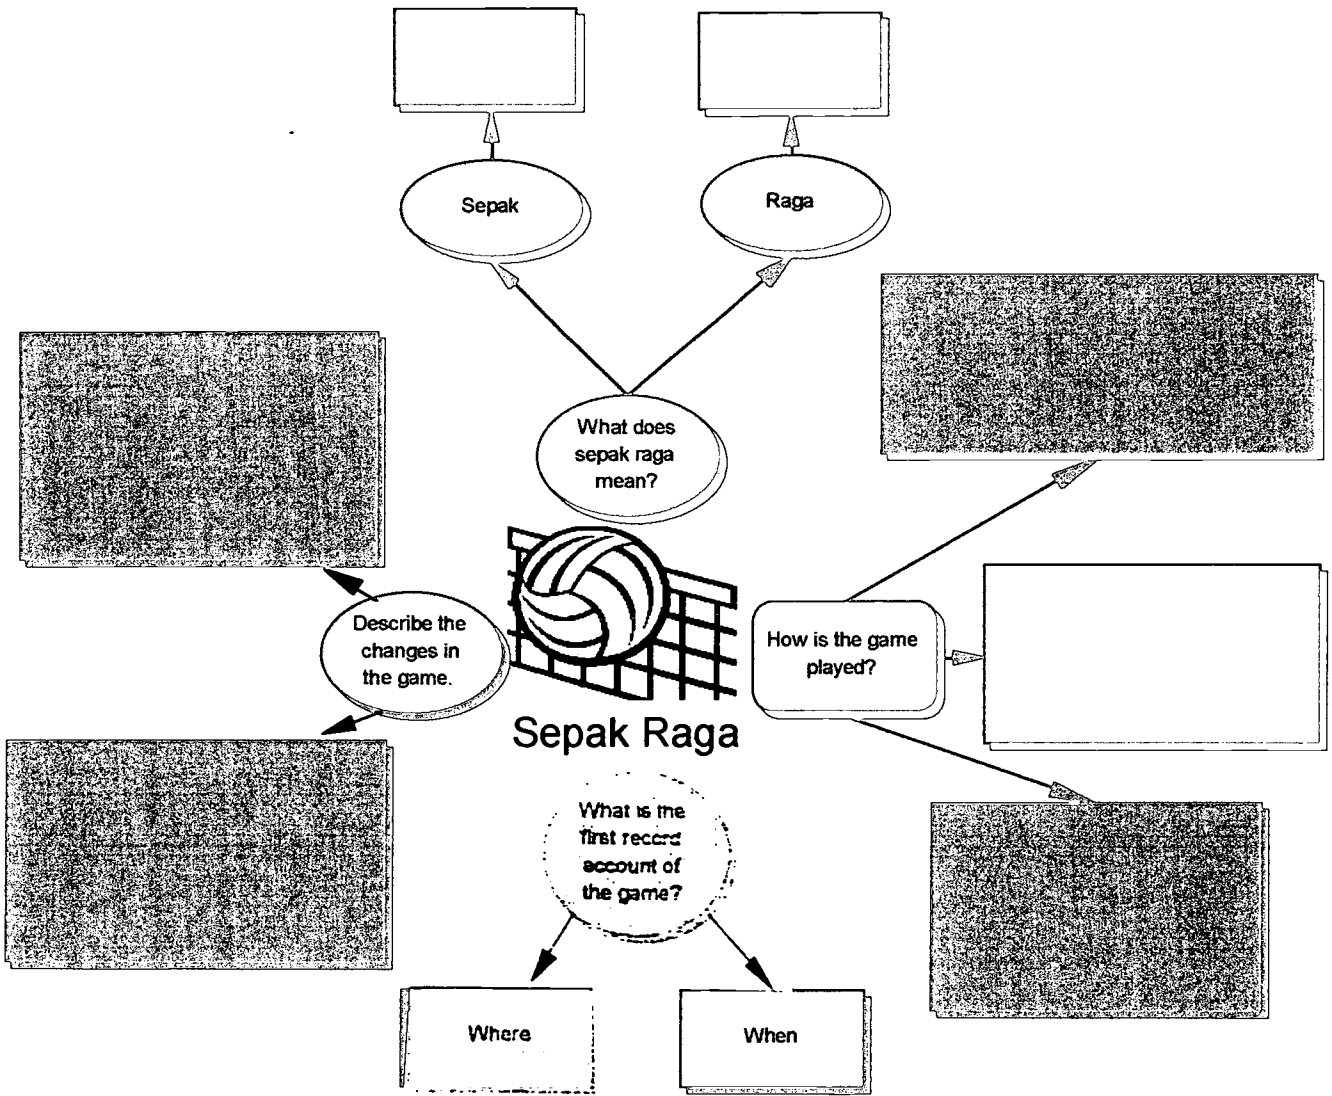 Sepak
Raga
What does
sepak raga
mean?
Describe the
changes in
the game.
How is the game
played?
Sepak Raga
What is the
first record
account of
the game?
Where
When